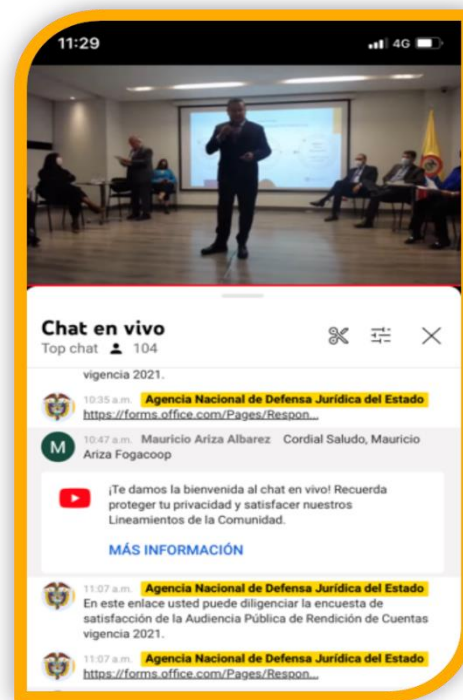 11:29
4G
Chat en vivo
Top chat 104
vigencia 2021.
10:35 a.m. Agencia Nacional de Defensa Jurídica del Estado
https://forms.office.com/Pages/Respon...
M
10:47 a.m. Mauricio Ariza Albarez Cordial Saludo, Mauricio
Ariza Fogacoop
¡Te damos la bienvenida al chat en vivo! Recuerda
proteger tu privacidad y satisfacer nuestros
Lineamientos de la Comunidad.
MÁS INFORMACIÓN
11:07 a.m. Agencia Nacional de Defensa Jurídica del Estado
En este enlace usted puede diligenciar la encuesta de
satisfacción de la Audiencia Pública de Rendición de Cuentas
vigencia 2021.
11:07 a.m. Agencia Nacional de Defensa Jurídica del Estado
https://forms.office.com/Pages/Respon...